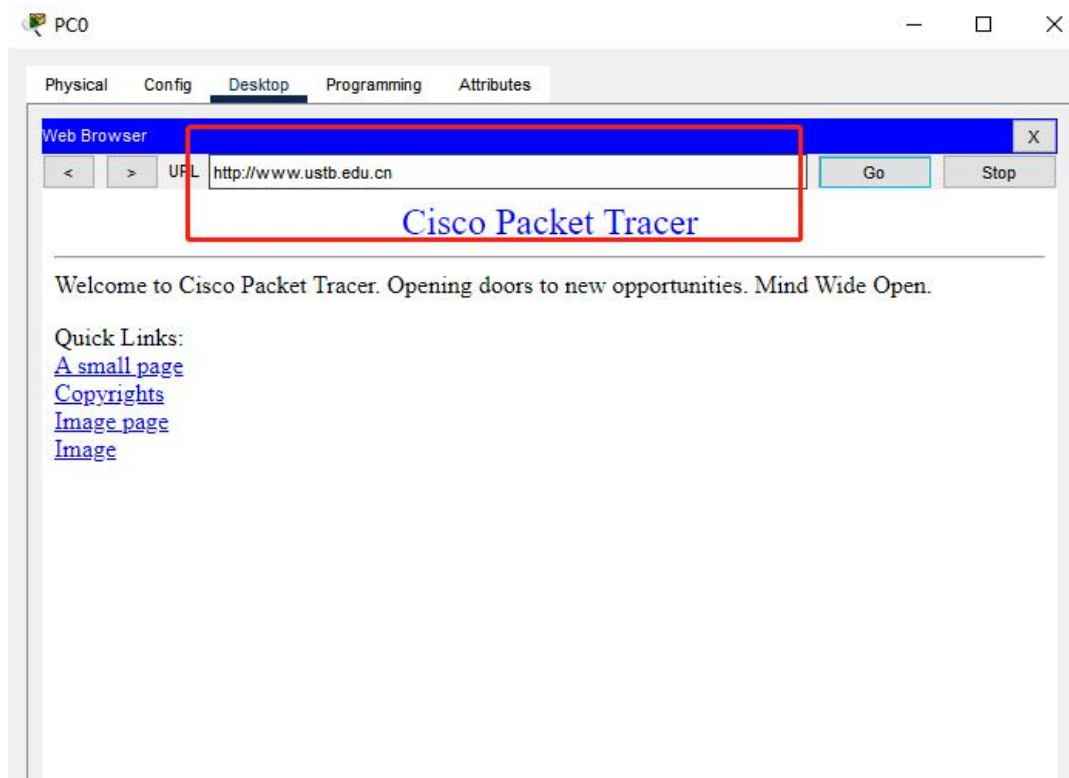 PC0
Physical Config Desktop Programming Attributes
Web Browser X
< > URL http://www.ustb.edu.cn Go Stop
Cisco Packet Tracer
Welcome to Cisco Packet Tracer. Opening doors to new opportunities. Mind Wide Open.
Quick Links:
A small page
Copyrights
Image page
Image